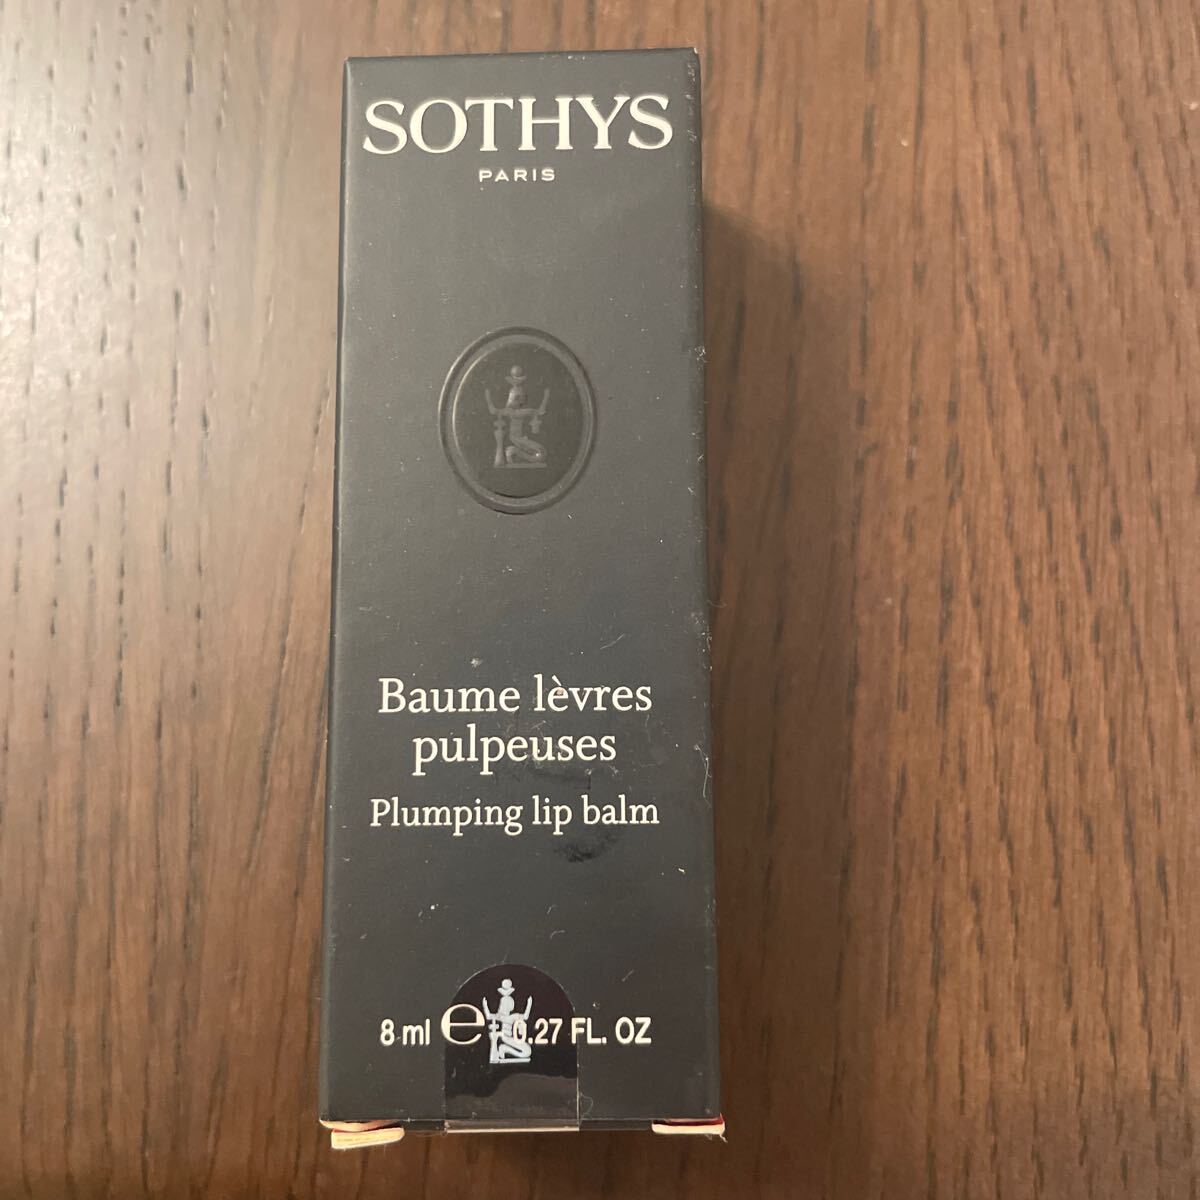 SOTHYS
PARIS
Baume lèvres
pulpeuses
Plumping lip balm
8 ml ℮ 0.27 FL. OZ